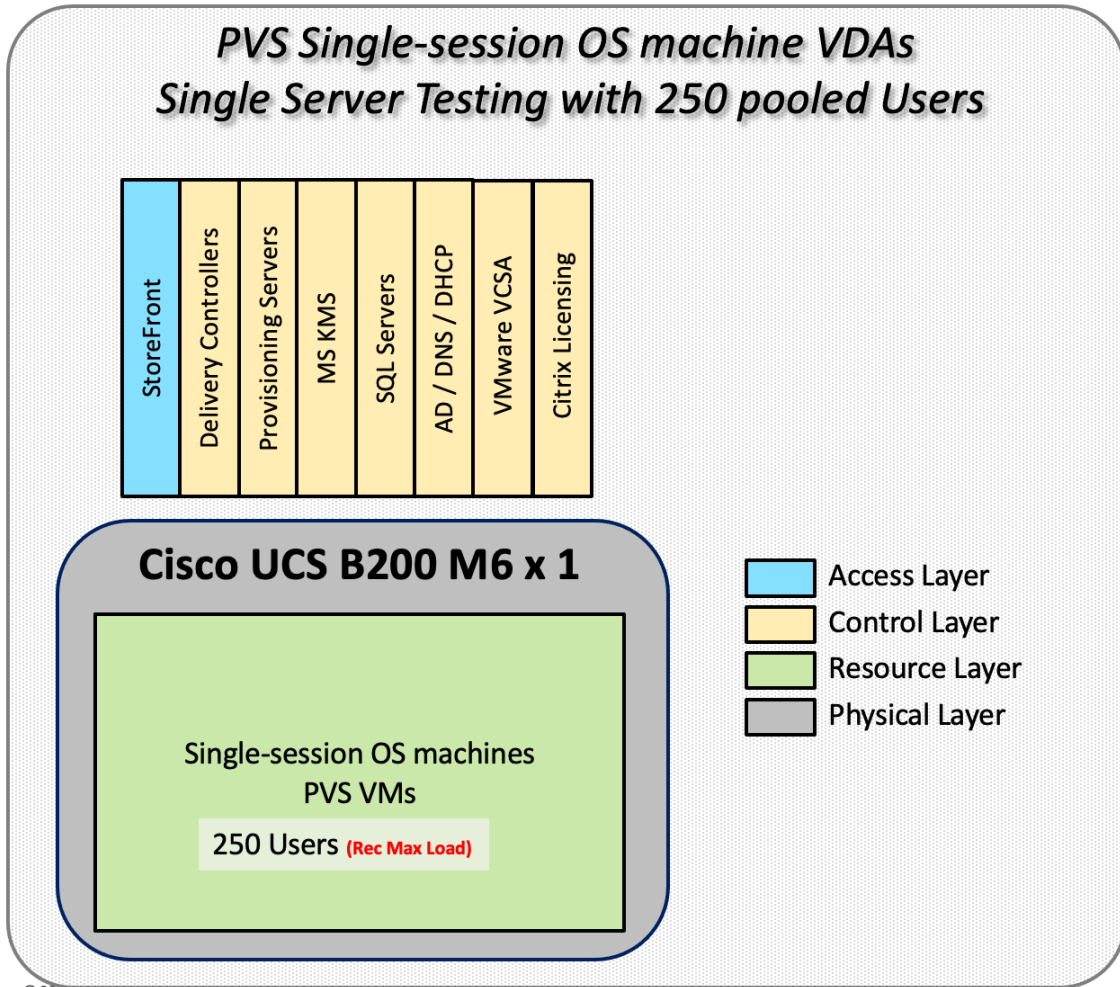 PVS Single-session OS machine VDAs
Single Server Testing with 250 pooled Users
StoreFront
Delivery Controllers
Provisioning Servers
MS KMS
SQL Servers
AD / DNS / DHCP
VMware VCSA
Citrix Licensing
Cisco UCS B200 M6 x 1
Single-session OS machines
PVS VMs
250 Users (Rec Max Load)
Access Layer
Control Layer
Resource Layer
Physical Layer